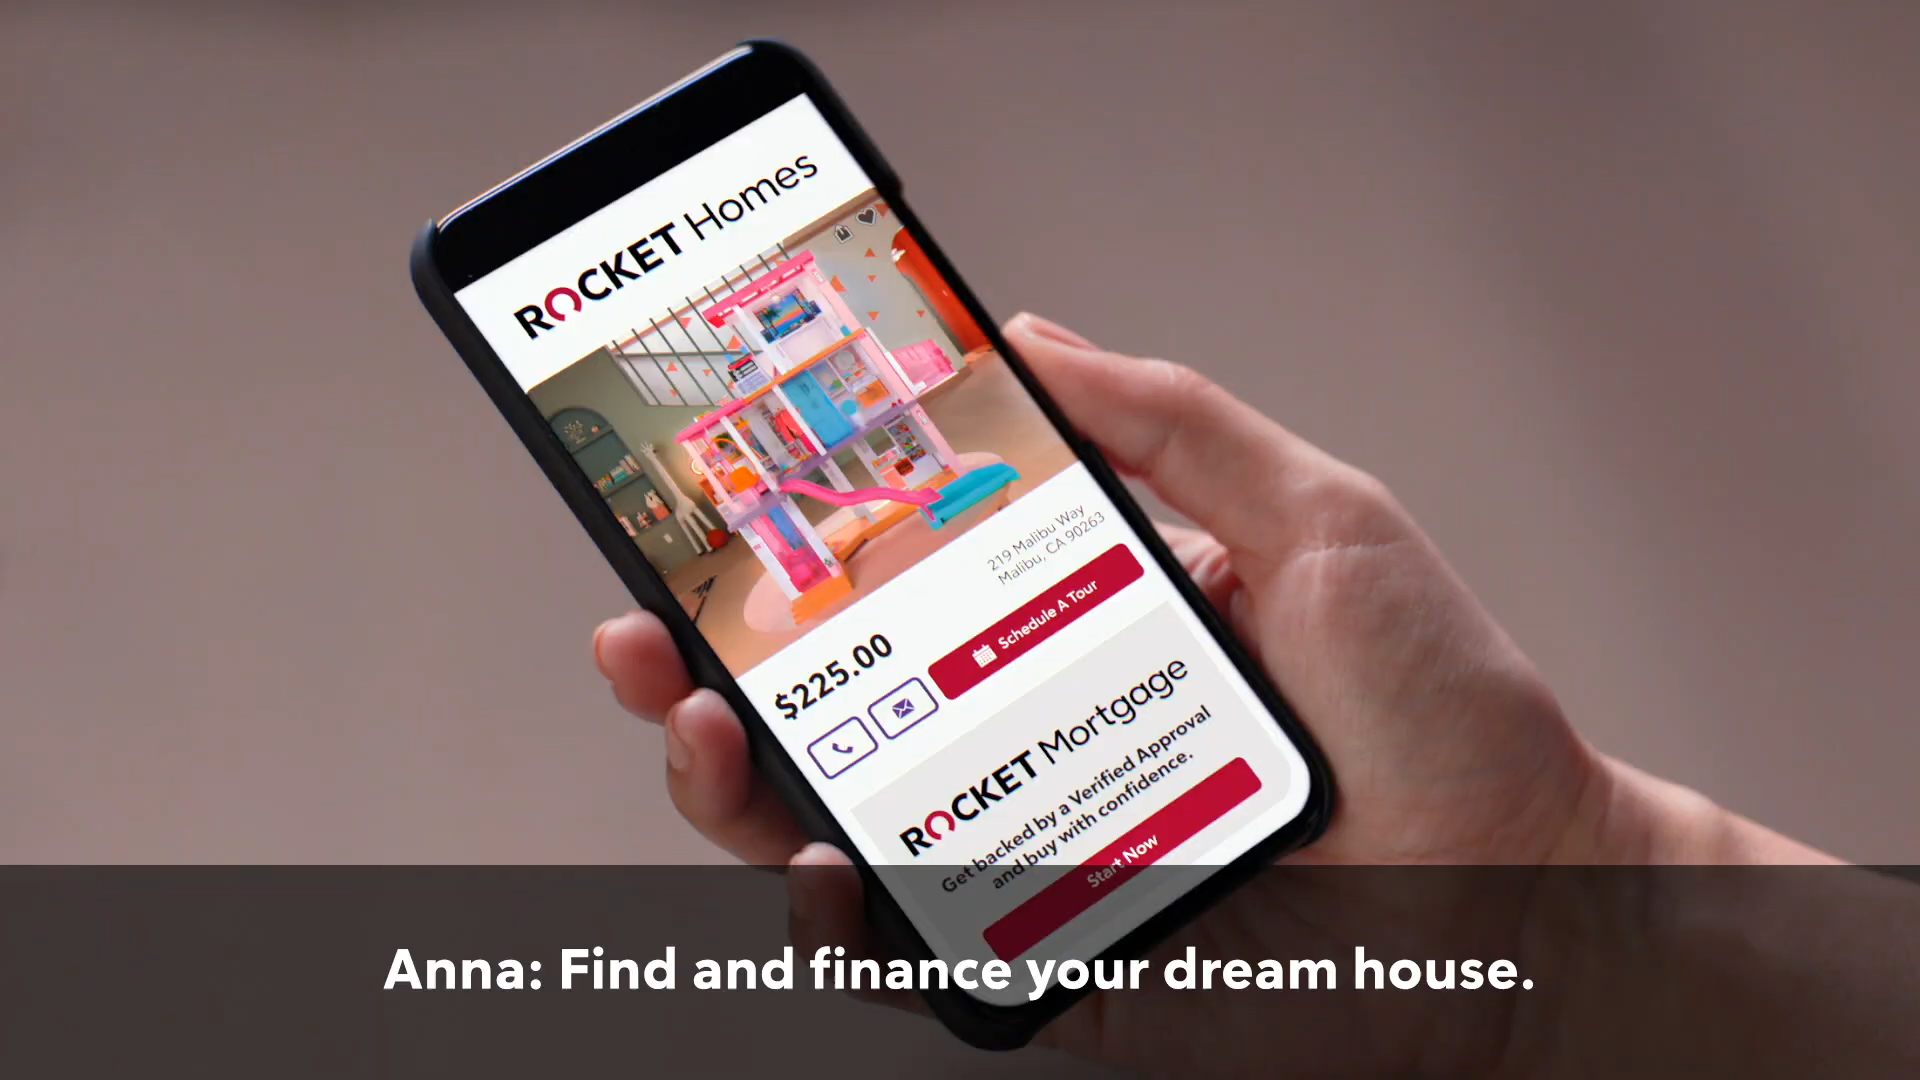 ROCKET Homes
219 Malibu Way
Malibu, CA 90263
$225.00
Schedule A Tour
ROCKET Mortgage
Get backed by a Verified Approval
and buy with confidence.
Start Now
Anna: Find and finance your dream house.